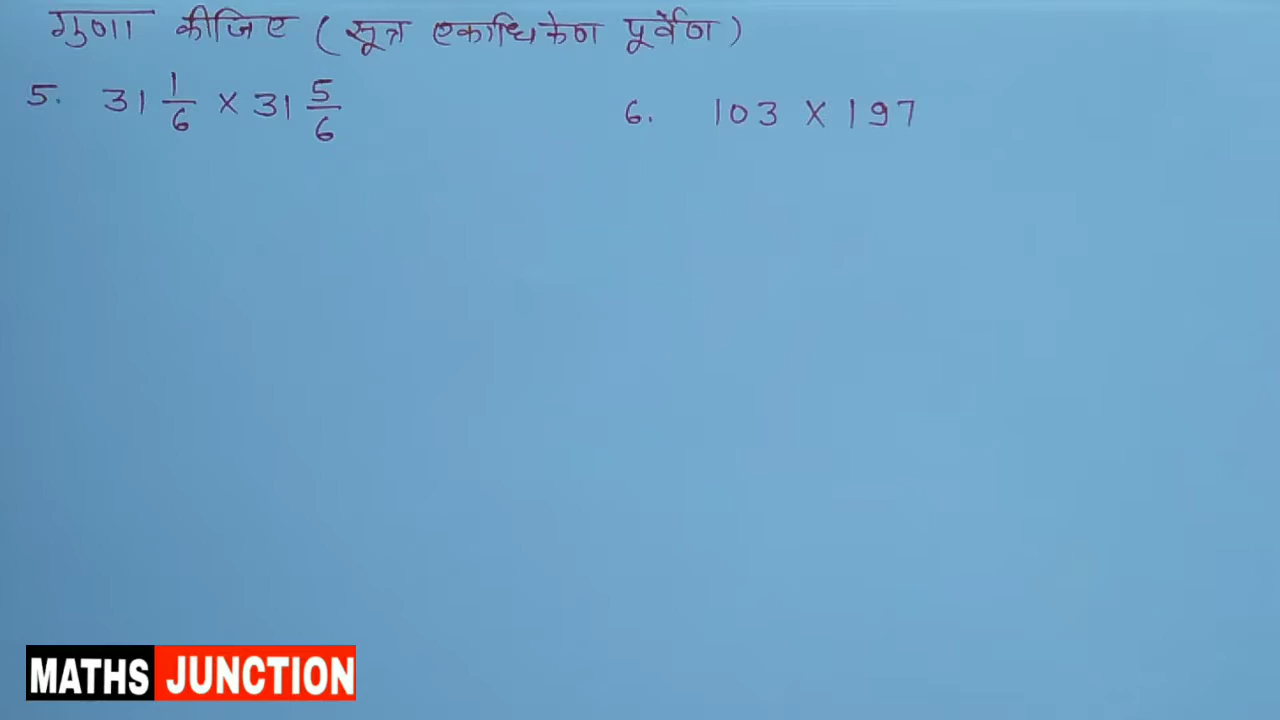 गुणा कीजिए (सूत्र एकाधिकेण पूर्वेण)
5. 31 1/6 × 31 5/6
6. 103 × 197
MATHS JUNCTION